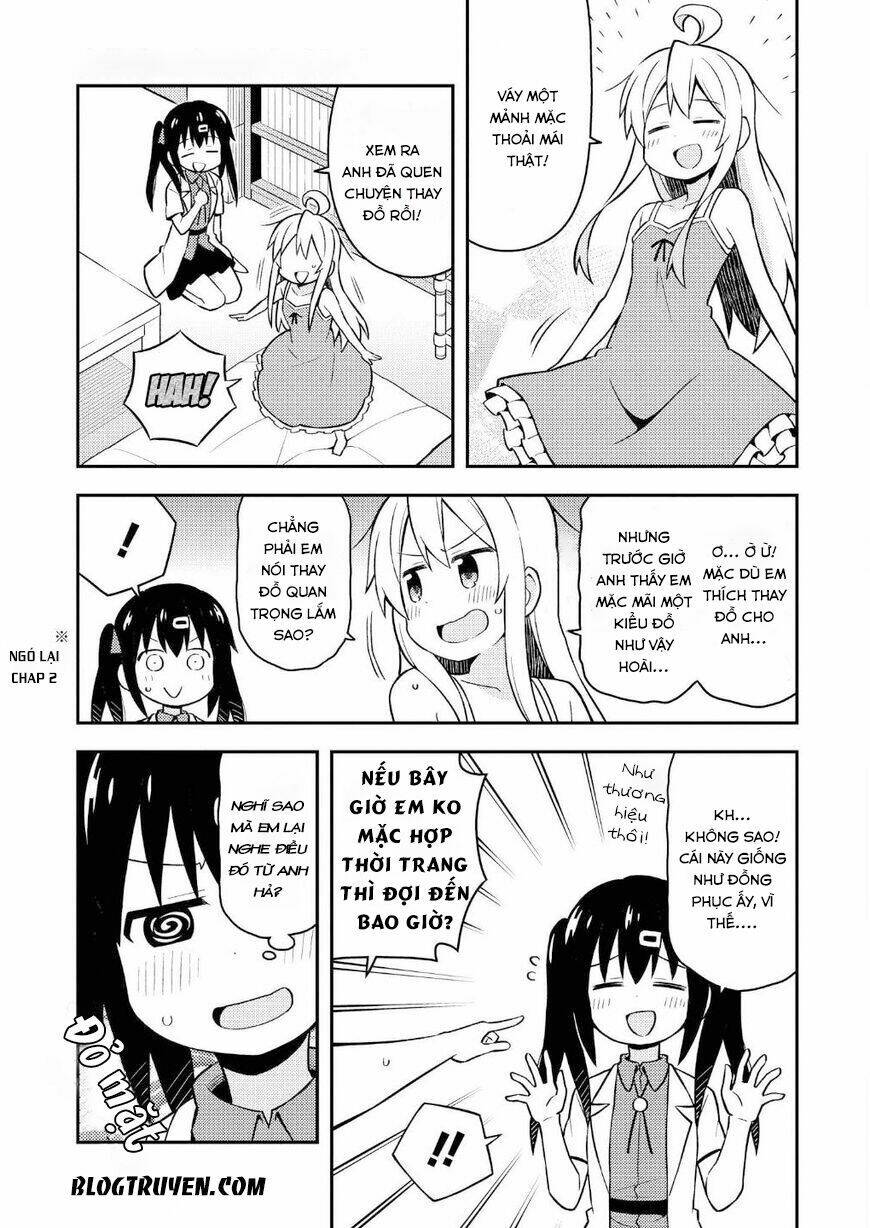 VÁY MỘT
MẢNH MẶC
THOẢI MÁI
THẬT!
XEM RA
ANH ĐÃ QUEN
CHUYỆN THAY
ĐỒ RỒI!
HAH!
Ơ... Ờ Ừ!
MẶC DÙ EM
THÍCH THAY
ĐỒ CHO
ANH...
NHƯNG
TRƯỚC GIỜ
ANH THẤY EM
MẶC MÃI MỘT
KIỂU ĐỒ
NHƯ VẬY
HOÀI...
CHẲNG
PHẢI EM
NÓI THAY
ĐỒ QUAN
TRỌNG LẮM
SAO?
!
※
NGÓ LẠI
CHAP 2
KH...
KHÔNG SAO!
CÁI NÀY GIỐNG
NHƯ ĐỒNG
PHỤC ẤY, VÌ
THẾ....
Như
thương
hiệu
thôi!
NẾU BÂY
GIỜ EM KO
MẶC HỢP
THỜI TRANG
THÌ ĐỢI ĐẾN
BAO GIỜ?
!!
NGHĨ SAO
MÀ EM LẠI
NGHE ĐIỀU
ĐÓ TỪ ANH
HẢ?
Đỏ mặt
BLOGTRUYEN.COM